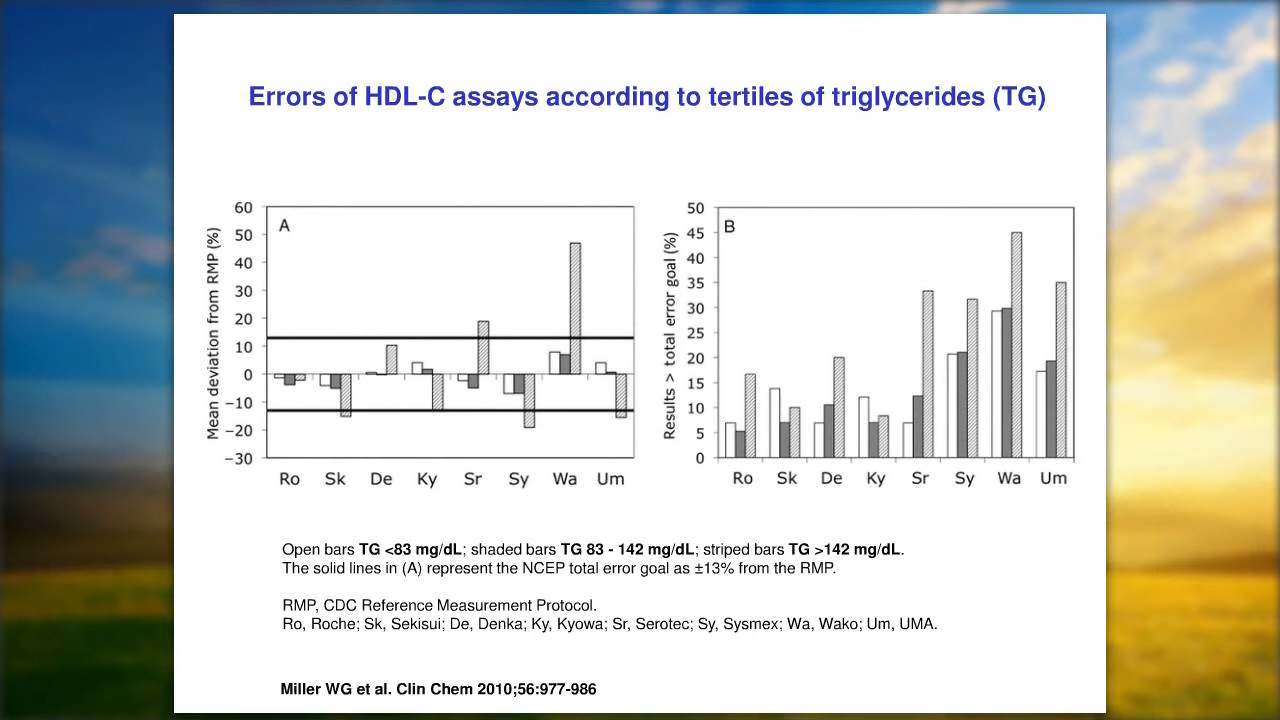 Errors of HDL-C assays according to tertiles of triglycerides (TG)
A
Mean deviation from RMP (%)
60
50
40
30
20
10
0
−10
−20
−30
Ro Sk De Ky Sr Sy Wa Um
B
Results > total error goal (%)
50
45
40
35
30
25
20
15
10
5
0
Ro Sk De Ky Sr Sy Wa Um
Open bars TG <83 mg/dL; shaded bars TG 83 - 142 mg/dL; striped bars TG >142 mg/dL.
The solid lines in (A) represent the NCEP total error goal as ±13% from the RMP.
RMP, CDC Reference Measurement Protocol.
Ro, Roche; Sk, Sekisui; De, Denka; Ky, Kyowa; Sr, Serotec; Sy, Sysmex; Wa, Wako; Um, UMA.
Miller WG et al. Clin Chem 2010;56:977-986